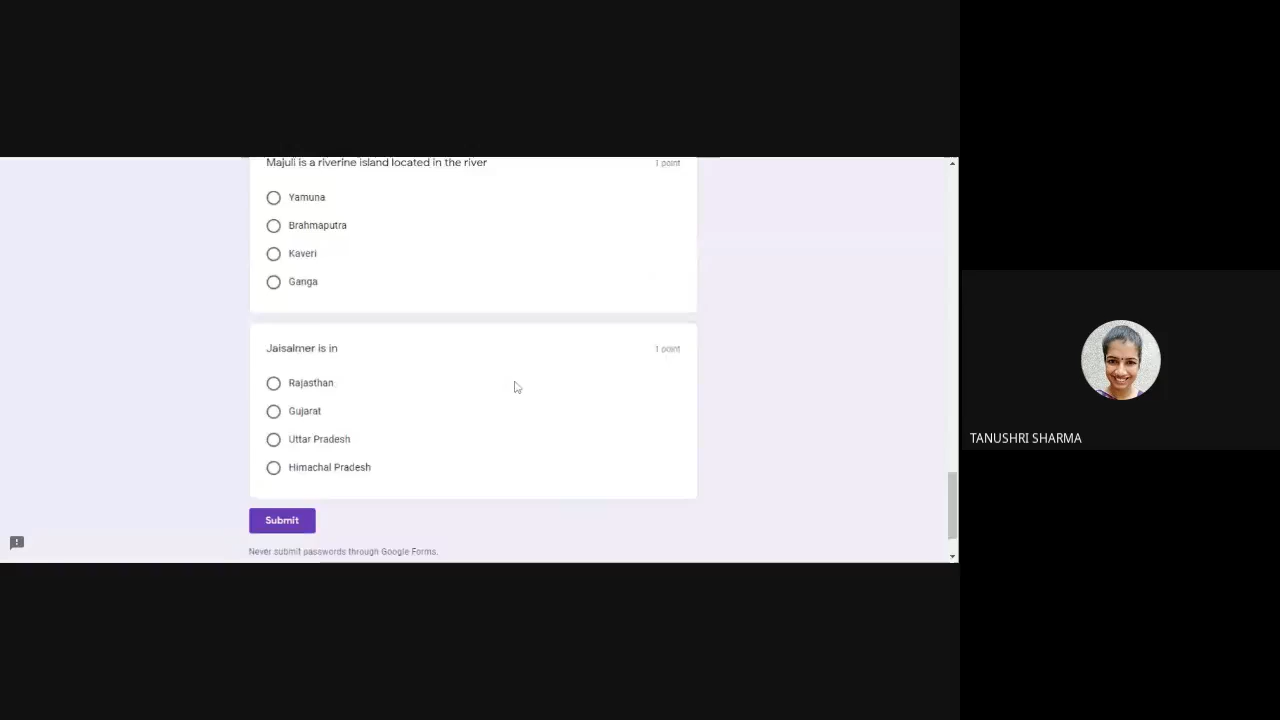 Majuli is a riverine island located in the river 1 point
Yamuna
Brahmaputra
Kaveri
Ganga
Jaisalmer is in 1 point
Rajasthan
Gujarat
Uttar Pradesh
Himachal Pradesh
Submit
Never submit passwords through Google Forms.
TANUSHRI SHARMA